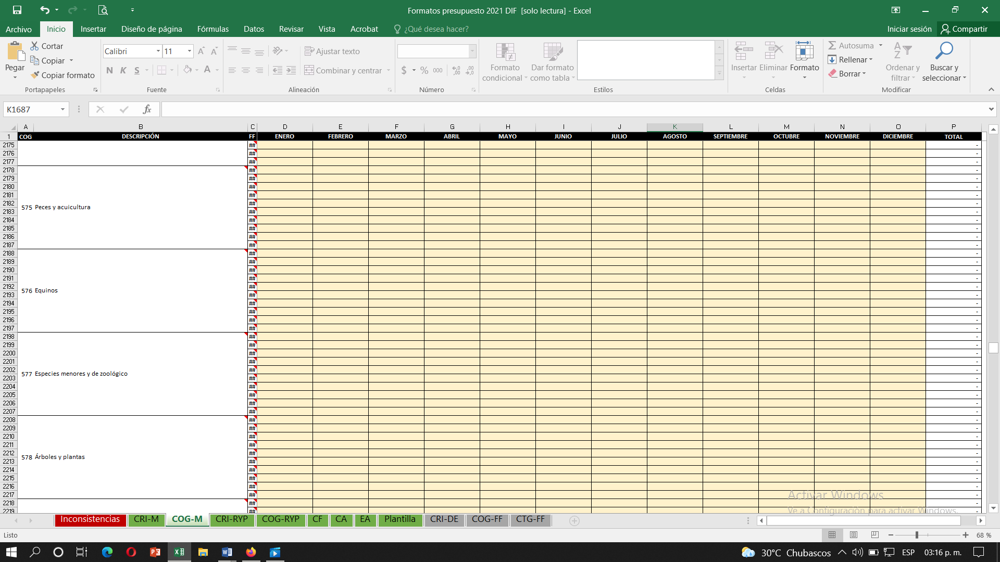 Formatos presupuesto 2021 DIF [solo lectura] - Excel
Archivo Inicio Insertar Diseño de página Fórmulas Datos Revisar Vista Acrobat ¿Qué desea hacer? Iniciar sesión Compartir
Pegar
Cortar
Copiar
Copiar formato
Portapapeles
Calibri 11
N K S
A A
A
Fuente
Ajustar texto
Combinar y centrar
Alineación
$ % 000
Número
Formato condicional
Dar formato como tabla
Estilos
Insertar Eliminar Formato
Celdas
Autosuma
Rellenar
Borrar
Ordenar y filtrar
Buscar y seleccionar
Modificar
K1687 fx
A B C D E F G H I J K L M N O P
1 COG DESCRIPCIÓN FF ENERO FEBRERO MARZO ABRIL MAYO JUNIO JULIO AGOSTO SEPTIEMBRE OCTUBRE NOVIEMBRE DICIEMBRE TOTAL
2175 ## -
2176 ## -
2177 ## -
2178 ## -
2179 ## -
2180 ## -
2181 ## -
2182 ## -
575 Peces y acuicultura
2183 ## -
2184 ## -
2185 ## -
2186 ## -
2187 ## -
2188 ## -
2189 ## -
2190 ## -
2191 ## -
2192 ## -
576 Equinos
2193 ## -
2194 ## -
2195 ## -
2196 ## -
2197 ## -
2198 ## -
2199 ## -
2200 ## -
2201 ## -
2202 ## -
577 Especies menores y de zoológico
2203 ## -
2204 ## -
2205 ## -
2206 ## -
2207 ## -
2208 ## -
2209 ## -
2210 ## -
2211 ## -
2212 ## -
578 Árboles y plantas
2213 ## -
2214 ## -
2215 ## -
2216 ## -
2217 ## -
2218 ## -
2219 ##
Activar Windows
Ve a Configuración para activar Windows.
Inconsistencias CRI-M COG-M CRI-RYP COG-RYP CF CA EA Plantilla CRI-DE COG-FF CTG-FF
Listo 68 %
30°C Chubascos ESP 03:16 p. m.